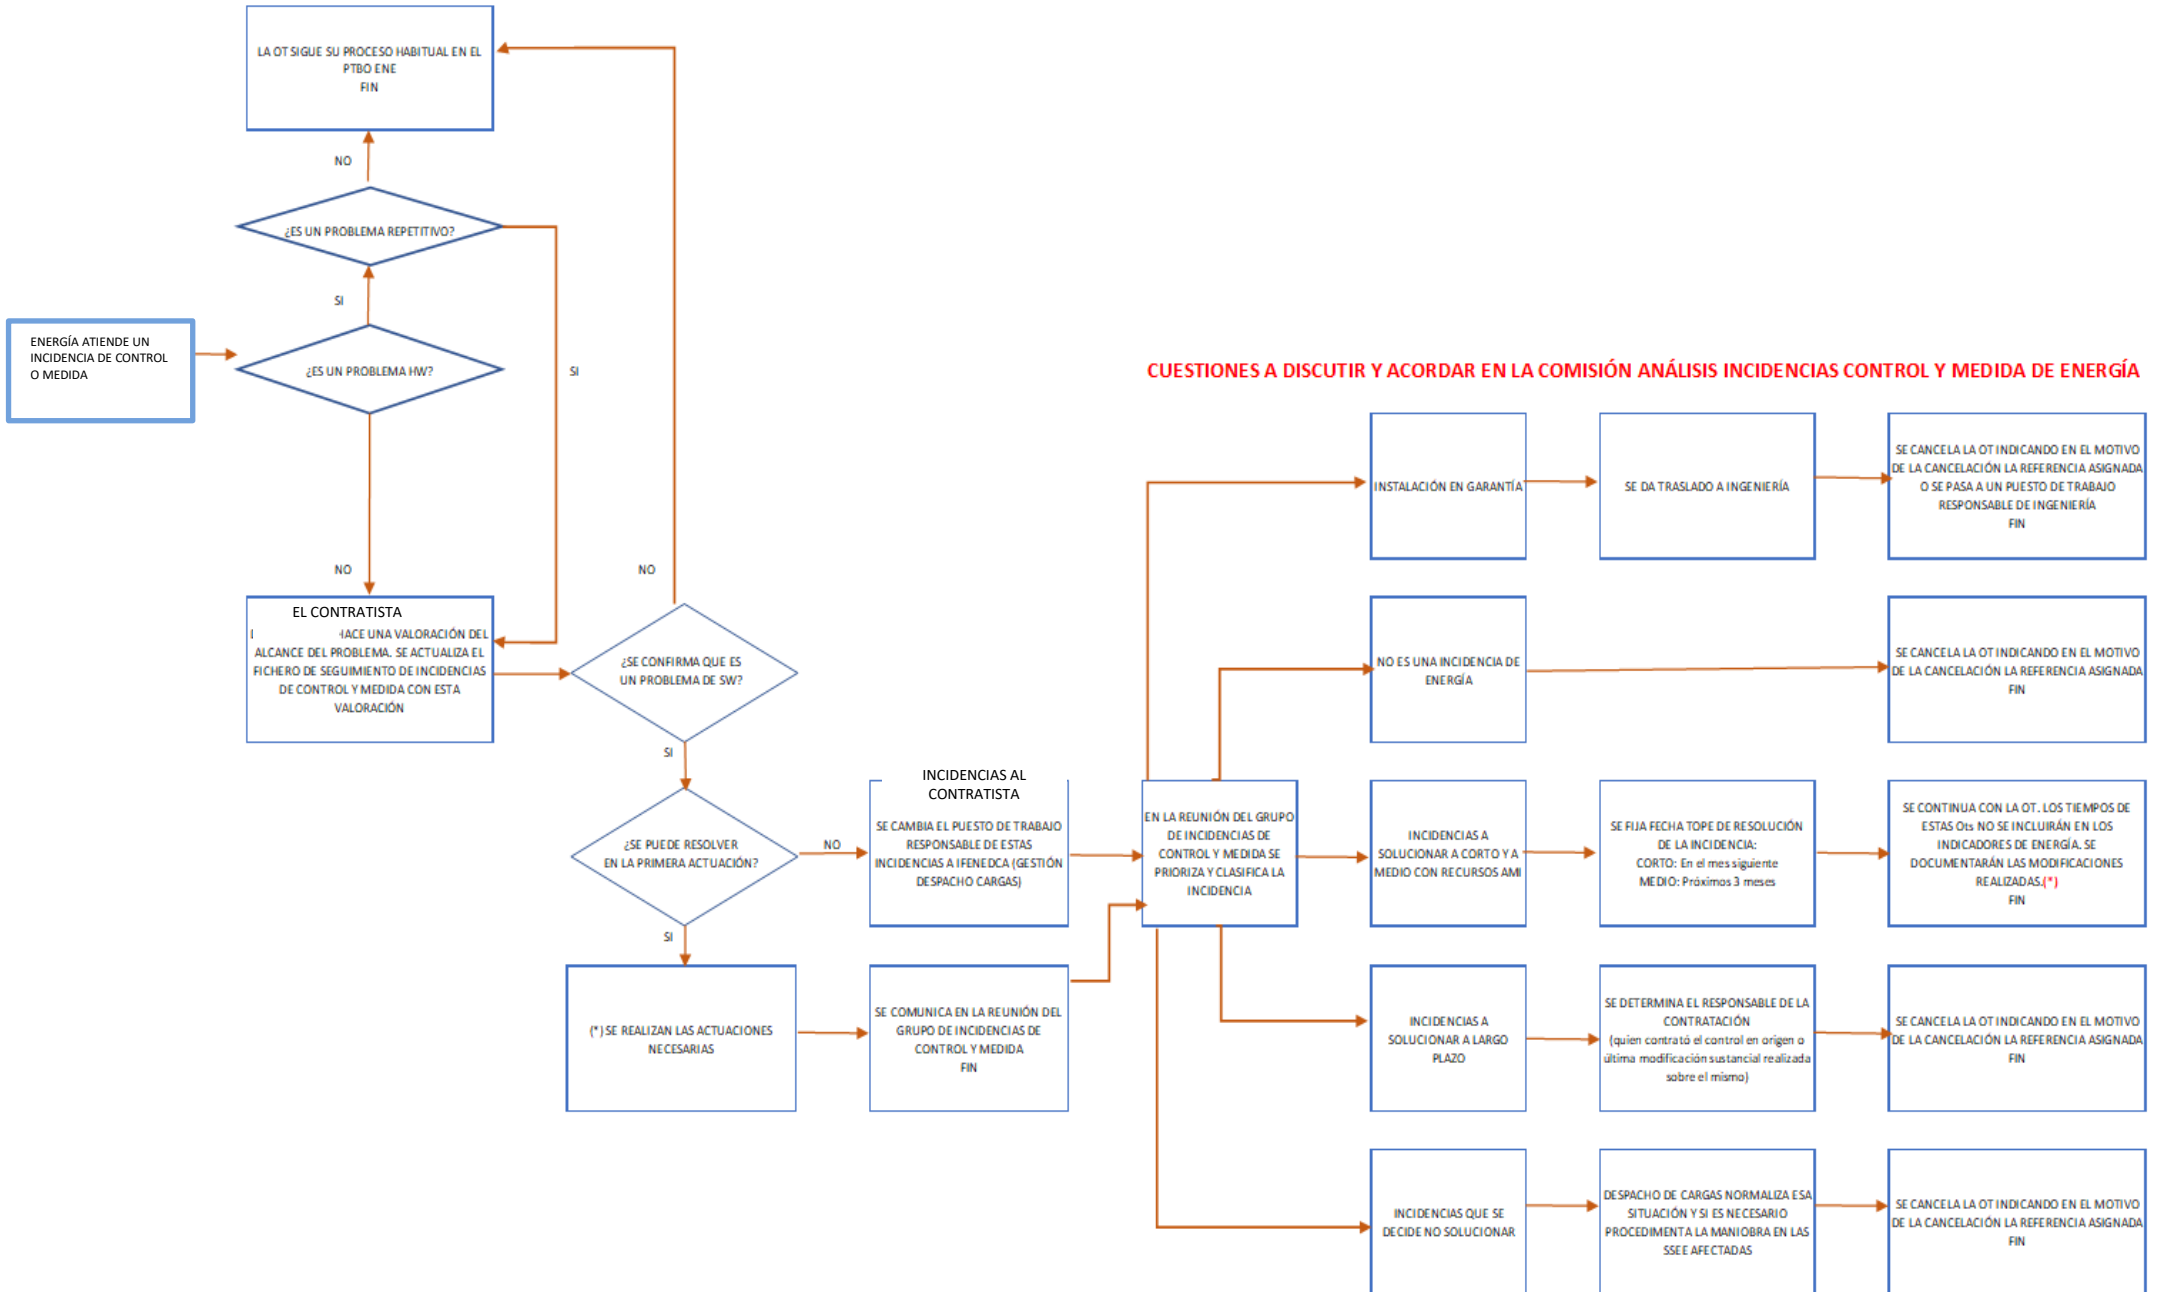 LA OT SIGUE SU PROCESO HABITUAL EN EL
PTBO ENE
FIN
NO
¿ES UN PROBLEMA REPETITIVO?
SI
SI
ENERGÍA ATIENDE UN
INCIDENCIA DE CONTROL
O MEDIDA
¿ES UN PROBLEMA HW?
NO
EL CONTRATISTA
HACE UNA VALORACIÓN DEL
ALCANCE DEL PROBLEMA. SE ACTUALIZA EL
FICHERO DE SEGUIMIENTO DE INCIDENCIAS
DE CONTROL Y MEDIDA CON ESTA
VALORACIÓN
NO
¿SE CONFIRMA QUE ES
UN PROBLEMA DE SW?
SI
¿SE PUEDE RESOLVER
EN LA PRIMERA ACTUACIÓN?
NO
SI
(*) SE REALIZAN LAS ACTUACIONES
NECESARIAS
INCIDENCIAS AL
CONTRATISTA
SE CAMBIA EL PUESTO DE TRABAJO
RESPONSABLE DE ESTAS
INCIDENCIAS A IFENEDCA (GESTIÓN
DESPACHO CARGAS)
SE COMUNICA EN LA REUNIÓN DEL
GRUPO DE INCIDENCIAS DE
CONTROL Y MEDIDA
FIN
EN LA REUNIÓN DEL GRUPO
DE INCIDENCIAS DE
CONTROL Y MEDIDA SE
PRIORIZA Y CLASIFICA LA
INCIDENCIA
CUESTIONES A DISCUTIR Y ACORDAR EN LA COMISIÓN ANÁLISIS INCIDENCIAS CONTROL Y MEDIDA DE ENERGÍA
INSTALACIÓN EN GARANTÍA
SE DA TRASLADO A INGENIERÍA
SE CANCELA LA OT INDICANDO EN EL MOTIVO
DE LA CANCELACIÓN LA REFERENCIA ASIGNADA
O SE PASA A UN PUESTO DE TRABAJO
RESPONSABLE DE INGENIERÍA
FIN
NO ES UNA INCIDENCIA DE
ENERGÍA
SE CANCELA LA OT INDICANDO EN EL MOTIVO
DE LA CANCELACIÓN LA REFERENCIA ASIGNADA
FIN
INCIDENCIAS A
SOLUCIONAR A CORTO Y A
MEDIO CON RECURSOS AMI
SE FIJA FECHA TOPE DE RESOLUCIÓN
DE LA INCIDENCIA:
CORTO: En el mes siguiente
MEDIO: Próximos 3 meses
SE CONTINUA CON LA OT. LOS TIEMPOS DE
ESTAS Ots NO SE INCLUIRÁN EN LOS
INDICADORES DE ENERGÍA. SE
DOCUMENTARÁN LAS MODIFICACIONES
REALIZADAS.(*)
FIN
INCIDENCIAS A
SOLUCIONAR A LARGO
PLAZO
SE DETERMINA EL RESPONSABLE DE LA
CONTRATACIÓN
(quien contrató el control en origen o
última modificación sustancial realizada
sobre el mismo)
SE CANCELA LA OT INDICANDO EN EL MOTIVO
DE LA CANCELACIÓN LA REFERENCIA ASIGNADA
FIN
INCIDENCIAS QUE SE
DECIDE NO SOLUCIONAR
DESPACHO DE CARGAS NORMALIZA ESA
SITUACIÓN Y SI ES NECESARIO
PROCEDIMENTA LA MANIOBRA EN LAS
SSEE AFECTADAS
SE CANCELA LA OT INDICANDO EN EL MOTIVO
DE LA CANCELACIÓN LA REFERENCIA ASIGNADA
FIN